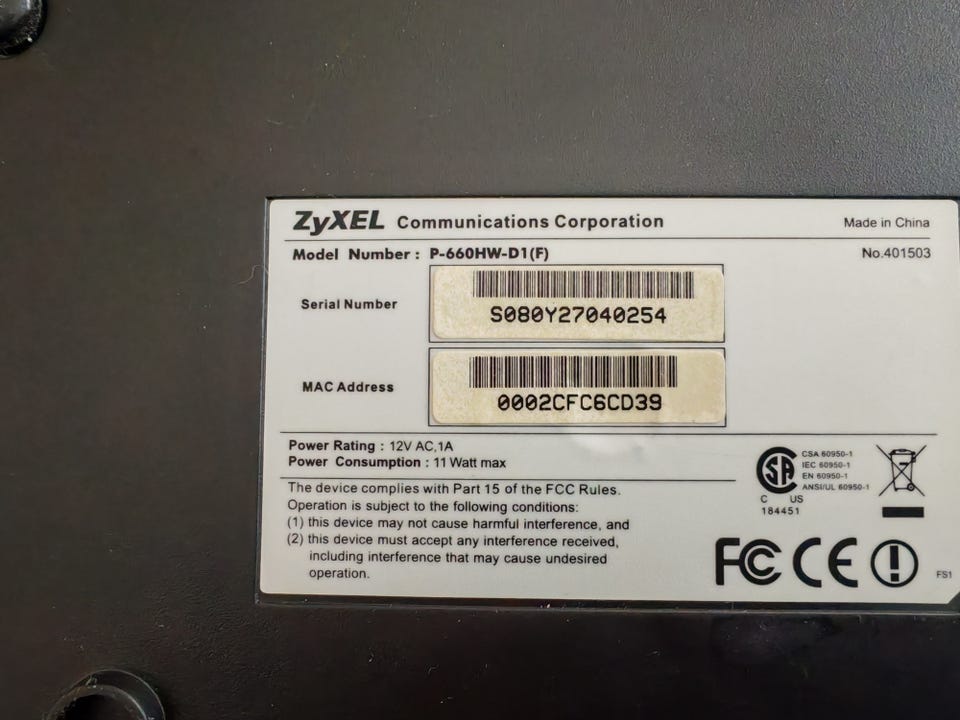 ZyXEL Communications Corporation Made in China
Model Number : P-660HW-D1(F) No.401503
Serial Number S080Y27040254
MAC Address 0002CFC6CD39
Power Rating : 12V AC,1A
Power Consumption : 11 Watt max
The device complies with Part 15 of the FCC Rules.
Operation is subject to the following conditions:
(1) this device may not cause harmful interference, and
(2) this device must accept any interference received,
including interference that may cause undesired
operation.
SA
C US
184451
CSA 60950-1
IEC 60950-1
EN 60950-1
ANSI/UL 60950-1
FC CE
FS1